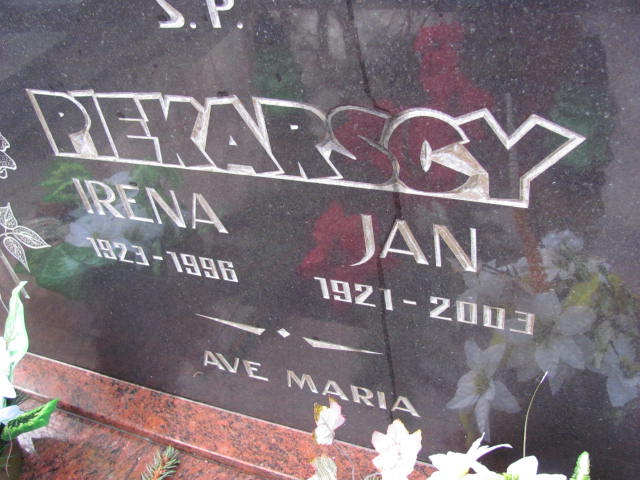 Ś.P.
PIEKARSCY
IRENA JAN
1923-1996 1921-2003
AVE MARIA